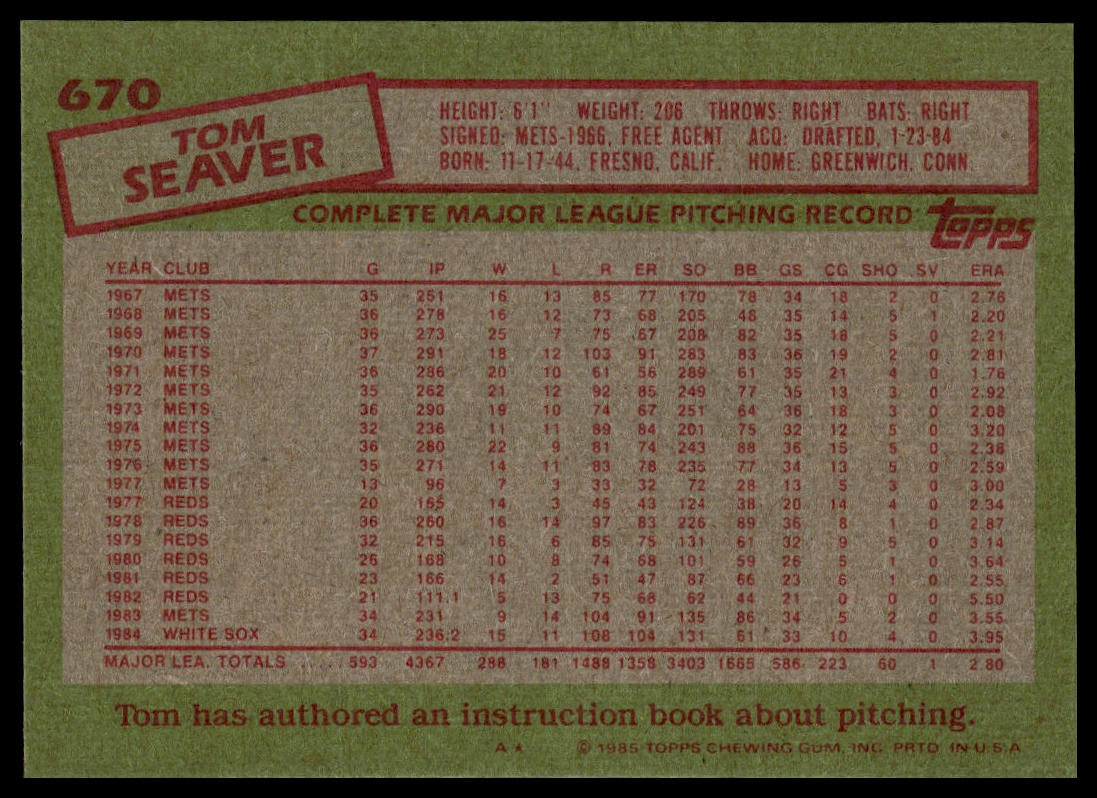 670
TOM
SEAVER
HEIGHT: 6'1" WEIGHT: 206 THROWS: RIGHT BATS: RIGHT
SIGNED: METS-1966, FREE AGENT ACQ: DRAFTED, 1-23-84
BORN: 11-17-44, FRESNO, CALIF. HOME: GREENWICH, CONN.
COMPLETE MAJOR LEAGUE PITCHING RECORD topps
YEAR CLUB G IP W L R ER SO BB GS CG SHO SV ERA
1967 METS 35 251 16 13 85 77 170 78 34 18 2 0 2.76
1968 METS 36 278 16 12 73 68 205 48 35 14 5 1 2.20
1969 METS 36 273 25 7 75 67 208 82 35 18 5 0 2.21
1970 METS 37 291 18 12 103 91 283 83 36 19 2 0 2.81
1971 METS 36 286 20 10 61 56 289 61 35 21 4 0 1.76
1972 METS 35 262 21 12 92 85 249 77 35 13 3 0 2.92
1973 METS 36 290 19 10 74 67 251 64 36 18 3 0 2.08
1974 METS 32 236 11 11 89 84 201 75 32 12 5 0 3.20
1975 METS 36 280 22 9 81 74 243 88 36 15 5 0 2.38
1976 METS 35 271 14 11 83 78 235 77 34 13 5 0 2.59
1977 METS 13 96 7 3 33 32 72 28 13 5 3 0 3.00
1977 REDS 20 165 14 3 45 43 124 38 20 14 4 0 2.34
1978 REDS 36 260 16 14 97 83 226 89 36 8 1 0 2.87
1979 REDS 32 215 16 6 85 75 131 61 32 9 5 0 3.14
1980 REDS 26 168 10 8 74 68 101 59 26 5 1 0 3.64
1981 REDS 23 166 14 2 51 47 87 66 23 6 1 0 2.55
1982 REDS 21 111.1 5 13 75 68 62 44 21 0 0 0 5.50
1983 METS 34 231 9 14 104 91 135 86 34 5 2 0 3.55
1984 WHITE SOX 34 236.2 15 11 108 104 131 61 33 10 4 0 3.95
MAJOR LEA. TOTALS ..... 593 4367 288 181 1488 1358 3403 1665 586 223 60 1 2.80
Tom has authored an instruction book about pitching.
A★ © 1985 TOPPS CHEWING GUM, INC. PRTD. IN U.S.A.